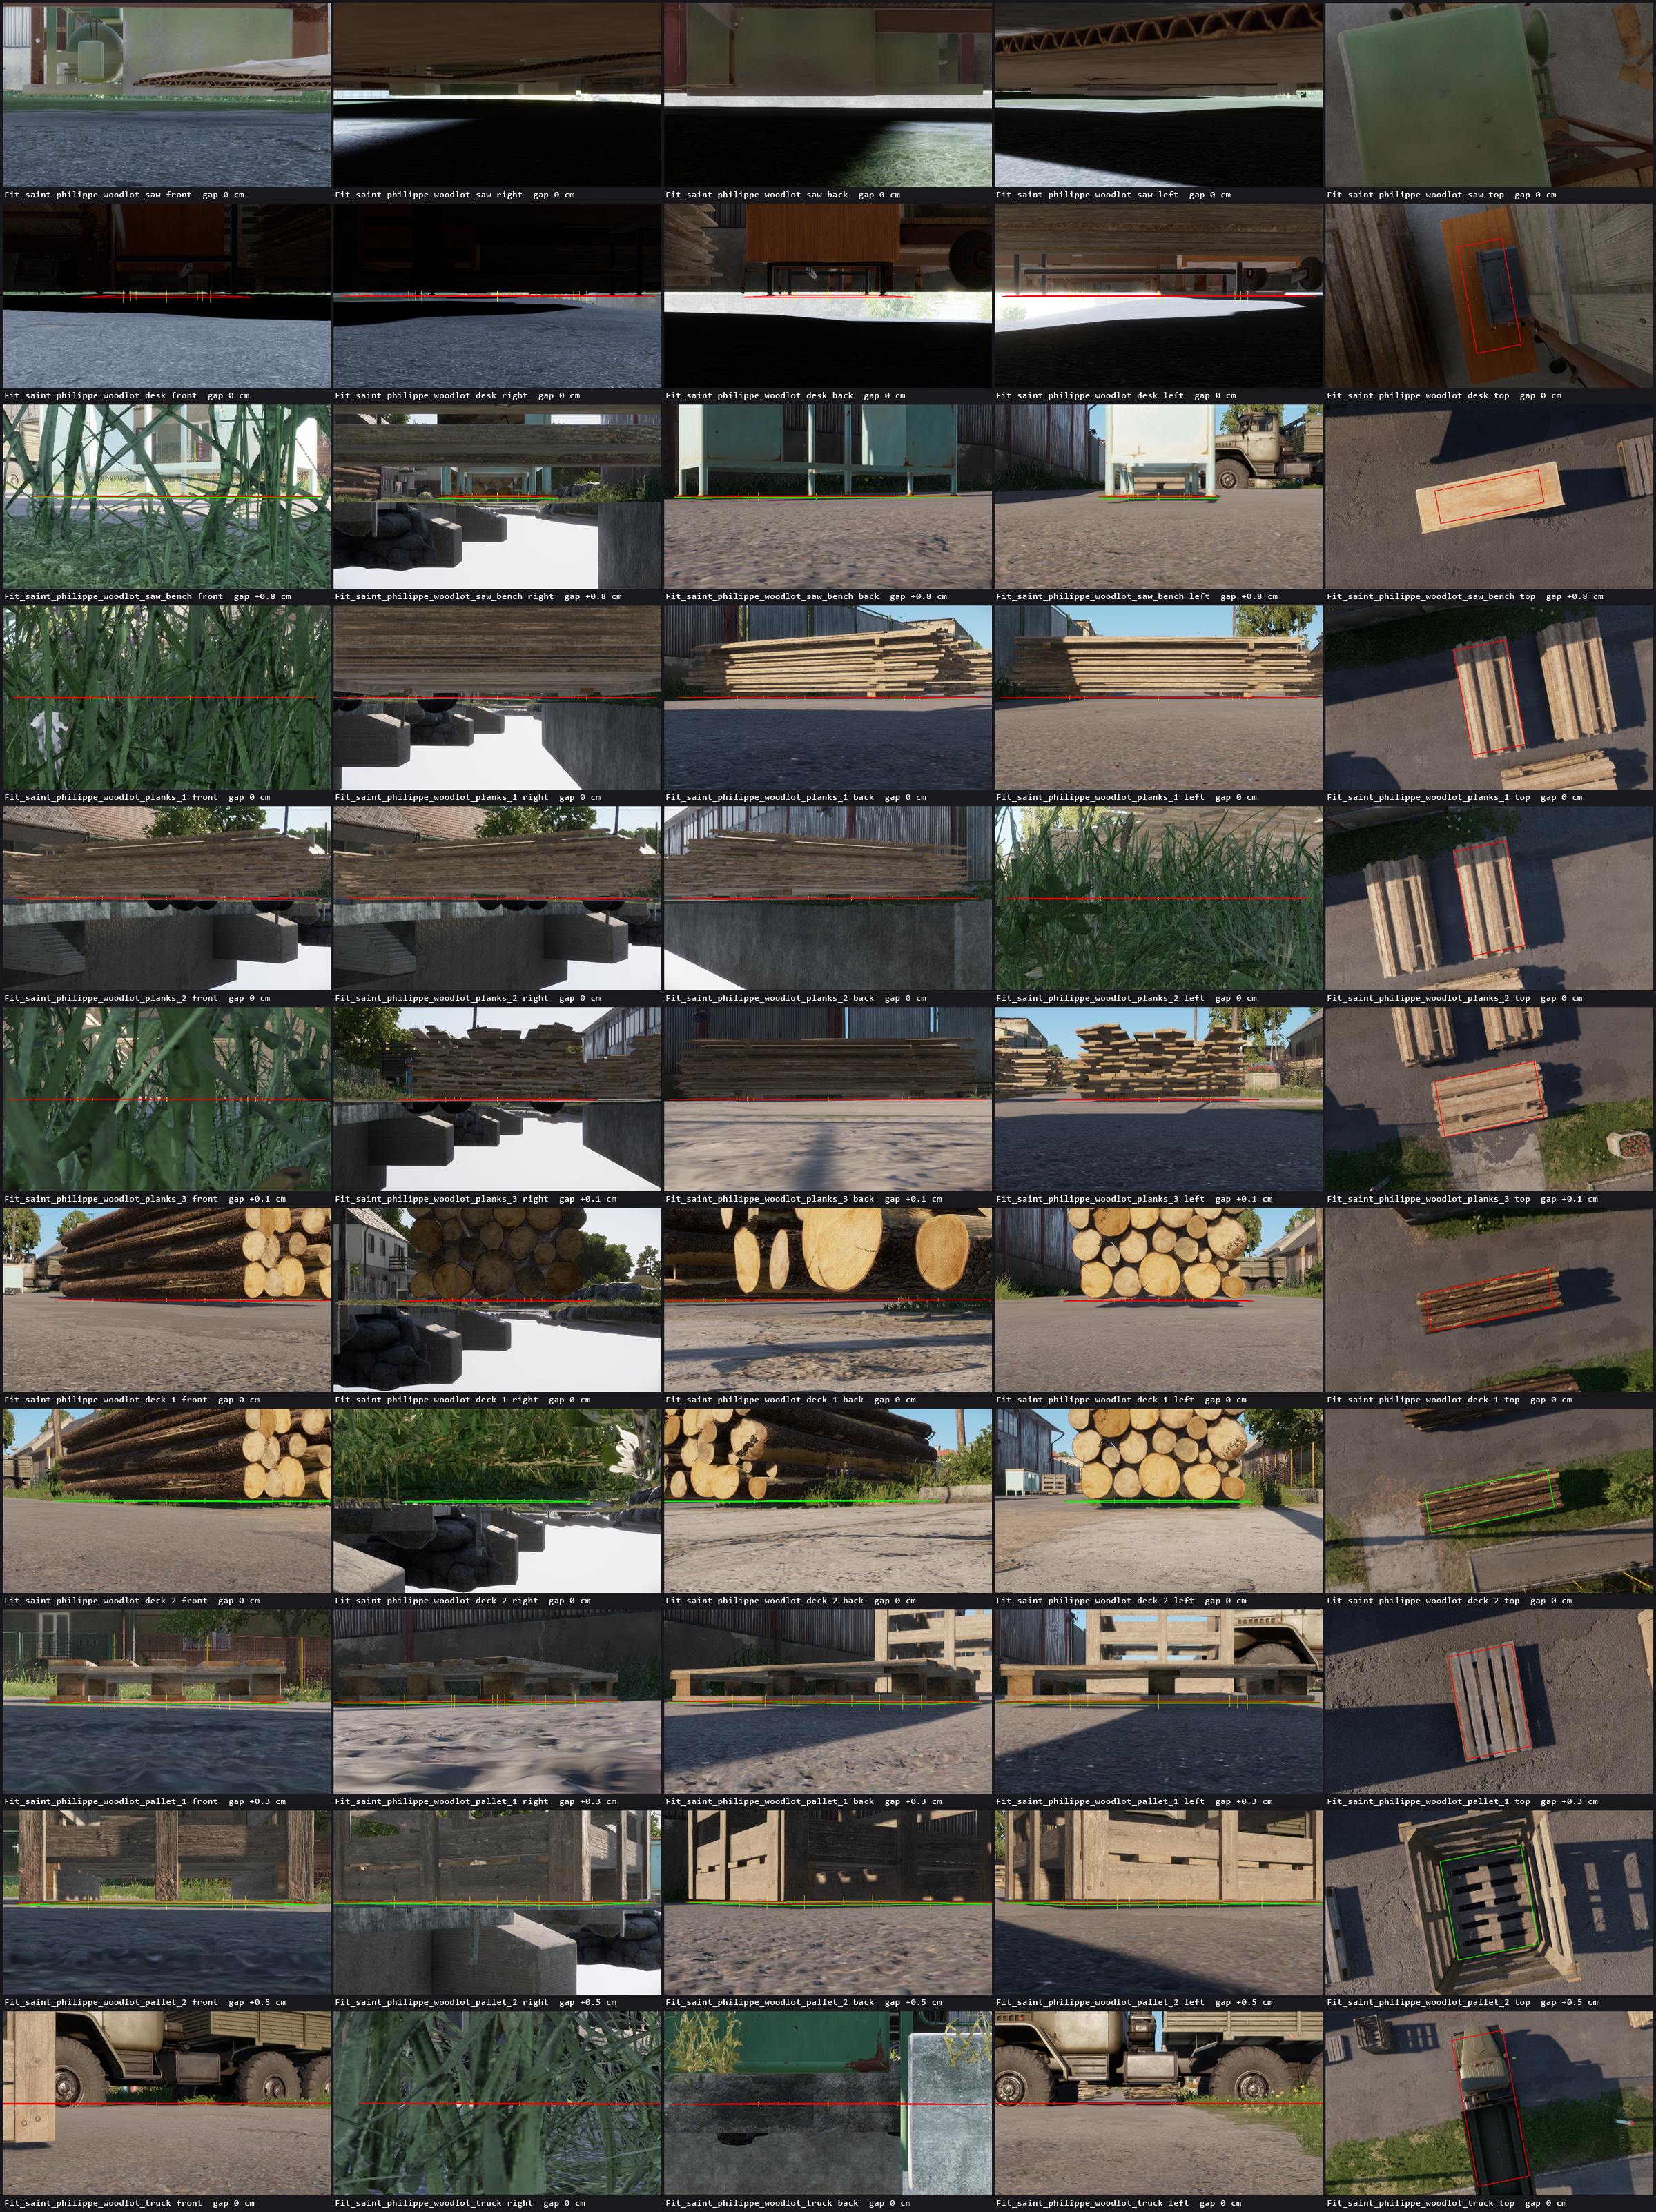 Fit_saint_philippe_woodlot_saw front  gap 0 cm
Fit_saint_philippe_woodlot_saw right  gap 0 cm
Fit_saint_philippe_woodlot_saw back  gap 0 cm
Fit_saint_philippe_woodlot_saw left  gap 0 cm
Fit_saint_philippe_woodlot_saw top  gap 0 cm
Fit_saint_philippe_woodlot_desk front  gap 0 cm
Fit_saint_philippe_woodlot_desk right  gap 0 cm
Fit_saint_philippe_woodlot_desk back  gap 0 cm
Fit_saint_philippe_woodlot_desk left  gap 0 cm
Fit_saint_philippe_woodlot_desk top  gap 0 cm
Fit_saint_philippe_woodlot_saw_bench front  gap +0.8 cm
Fit_saint_philippe_woodlot_saw_bench right  gap +0.8 cm
Fit_saint_philippe_woodlot_saw_bench back  gap +0.8 cm
Fit_saint_philippe_woodlot_saw_bench left  gap +0.8 cm
Fit_saint_philippe_woodlot_saw_bench top  gap +0.8 cm
Fit_saint_philippe_woodlot_planks_1 front  gap 0 cm
Fit_saint_philippe_woodlot_planks_1 right  gap 0 cm
Fit_saint_philippe_woodlot_planks_1 back  gap 0 cm
Fit_saint_philippe_woodlot_planks_1 left  gap 0 cm
Fit_saint_philippe_woodlot_planks_1 top  gap 0 cm
Fit_saint_philippe_woodlot_planks_2 front  gap 0 cm
Fit_saint_philippe_woodlot_planks_2 right  gap 0 cm
Fit_saint_philippe_woodlot_planks_2 back  gap 0 cm
Fit_saint_philippe_woodlot_planks_2 left  gap 0 cm
Fit_saint_philippe_woodlot_planks_2 top  gap 0 cm
Fit_saint_philippe_woodlot_planks_3 front  gap +0.1 cm
Fit_saint_philippe_woodlot_planks_3 right  gap +0.1 cm
Fit_saint_philippe_woodlot_planks_3 back  gap +0.1 cm
Fit_saint_philippe_woodlot_planks_3 left  gap +0.1 cm
Fit_saint_philippe_woodlot_planks_3 top  gap +0.1 cm
Fit_saint_philippe_woodlot_deck_1 front  gap 0 cm
Fit_saint_philippe_woodlot_deck_1 right  gap 0 cm
Fit_saint_philippe_woodlot_deck_1 back  gap 0 cm
Fit_saint_philippe_woodlot_deck_1 left  gap 0 cm
Fit_saint_philippe_woodlot_deck_1 top  gap 0 cm
Fit_saint_philippe_woodlot_deck_2 front  gap 0 cm
Fit_saint_philippe_woodlot_deck_2 right  gap 0 cm
Fit_saint_philippe_woodlot_deck_2 back  gap 0 cm
Fit_saint_philippe_woodlot_deck_2 left  gap 0 cm
Fit_saint_philippe_woodlot_deck_2 top  gap 0 cm
Fit_saint_philippe_woodlot_pallet_1 front  gap +0.3 cm
Fit_saint_philippe_woodlot_pallet_1 right  gap +0.3 cm
Fit_saint_philippe_woodlot_pallet_1 back  gap +0.3 cm
Fit_saint_philippe_woodlot_pallet_1 left  gap +0.3 cm
Fit_saint_philippe_woodlot_pallet_1 top  gap +0.3 cm
Fit_saint_philippe_woodlot_pallet_2 front  gap +0.5 cm
Fit_saint_philippe_woodlot_pallet_2 right  gap +0.5 cm
Fit_saint_philippe_woodlot_pallet_2 back  gap +0.5 cm
Fit_saint_philippe_woodlot_pallet_2 left  gap +0.5 cm
Fit_saint_philippe_woodlot_pallet_2 top  gap +0.5 cm
Fit_saint_philippe_woodlot_truck front  gap 0 cm
Fit_saint_philippe_woodlot_truck right  gap 0 cm
Fit_saint_philippe_woodlot_truck back  gap 0 cm
Fit_saint_philippe_woodlot_truck left  gap 0 cm
Fit_saint_philippe_woodlot_truck top  gap 0 cm